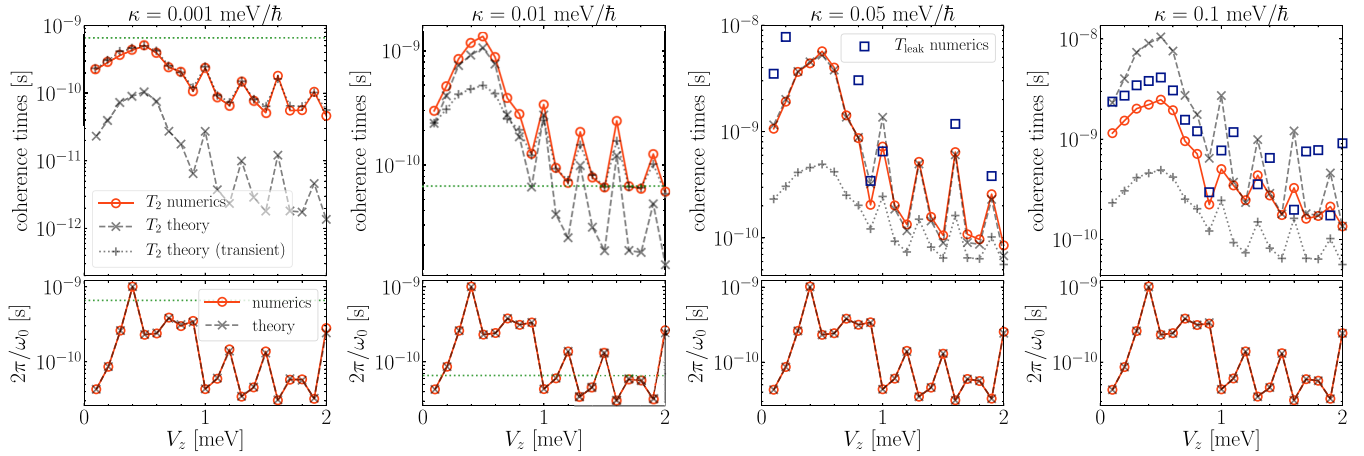 κ = 0.001 meV/ℏ
coherence times [s]
10⁻⁹
10⁻¹⁰
10⁻¹¹
10⁻¹²
T₂ numerics
T₂ theory
T₂ theory (transient)
2π/ω₀ [s]
10⁻⁹
10⁻¹⁰
numerics
theory
0 1 2
V_z [meV]
κ = 0.01 meV/ℏ
coherence times [s]
10⁻⁹
10⁻¹⁰
2π/ω₀ [s]
10⁻⁹
10⁻¹⁰
0 1 2
V_z [meV]
κ = 0.05 meV/ℏ
coherence times [s]
10⁻⁸
10⁻⁹
10⁻¹⁰
T_leak numerics
2π/ω₀ [s]
10⁻⁹
10⁻¹⁰
0 1 2
V_z [meV]
κ = 0.1 meV/ℏ
coherence times [s]
10⁻⁸
10⁻⁹
10⁻¹⁰
2π/ω₀ [s]
10⁻⁹
10⁻¹⁰
0 1 2
V_z [meV]